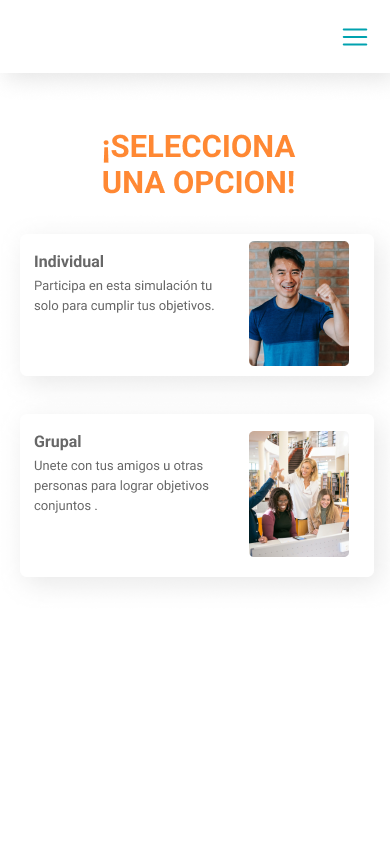 ¡SELECCIONA
UNA OPCION!
Individual
Participa en esta simulación tu
solo para cumplir tus objetivos.
Grupal
Unete con tus amigos u otras
personas para lograr objetivos
conjuntos .